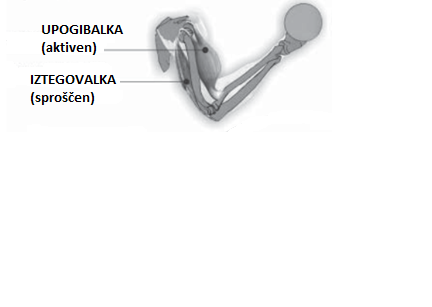 UPOGIBALKA
(aktiven)
IZTEGOVALKA
(sproščen)